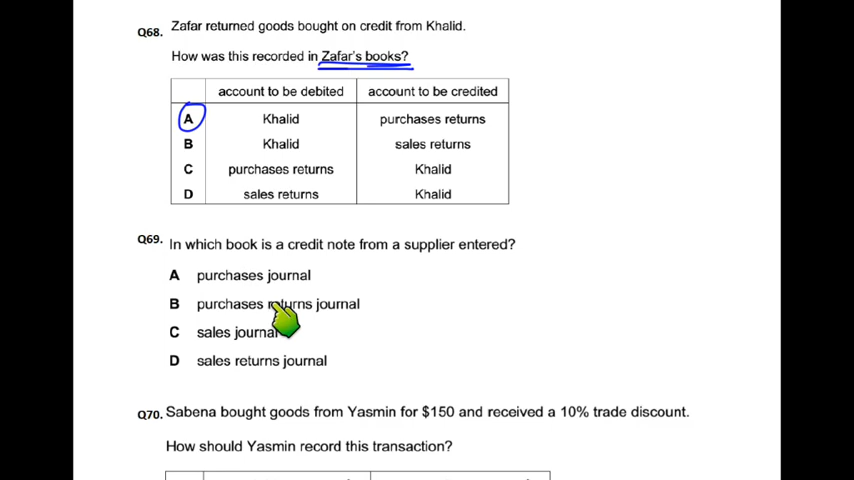 Q68. Zafar returned goods bought on credit from Khalid.
How was this recorded in Zafar's books?
account to be debited account to be credited
A Khalid purchases returns
B Khalid sales returns
C purchases returns Khalid
D sales returns Khalid
Q69. In which book is a credit note from a supplier entered?
A purchases journal
B purchases returns journal
C sales journal
D sales returns journal
Q70. Sabena bought goods from Yasmin for $150 and received a 10% trade discount.
How should Yasmin record this transaction?